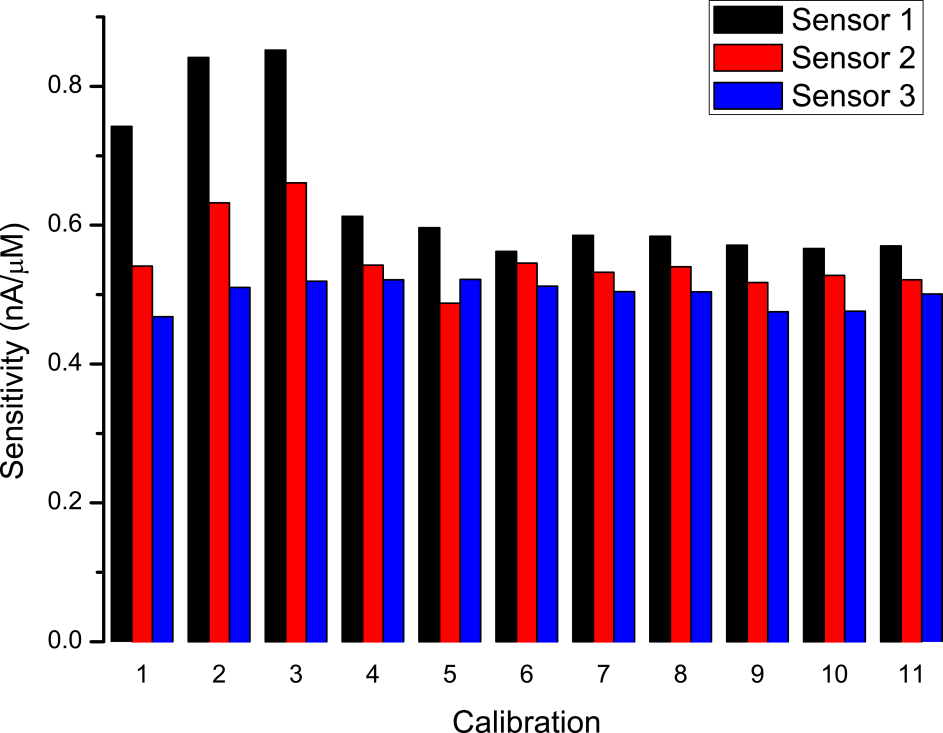 Sensor 1
Sensor 2
Sensor 3
Sensitivity (nA/μM)
0.8
0.6
0.4
0.2
0.0
1 2 3 4 5 6 7 8 9 10 11
Calibration